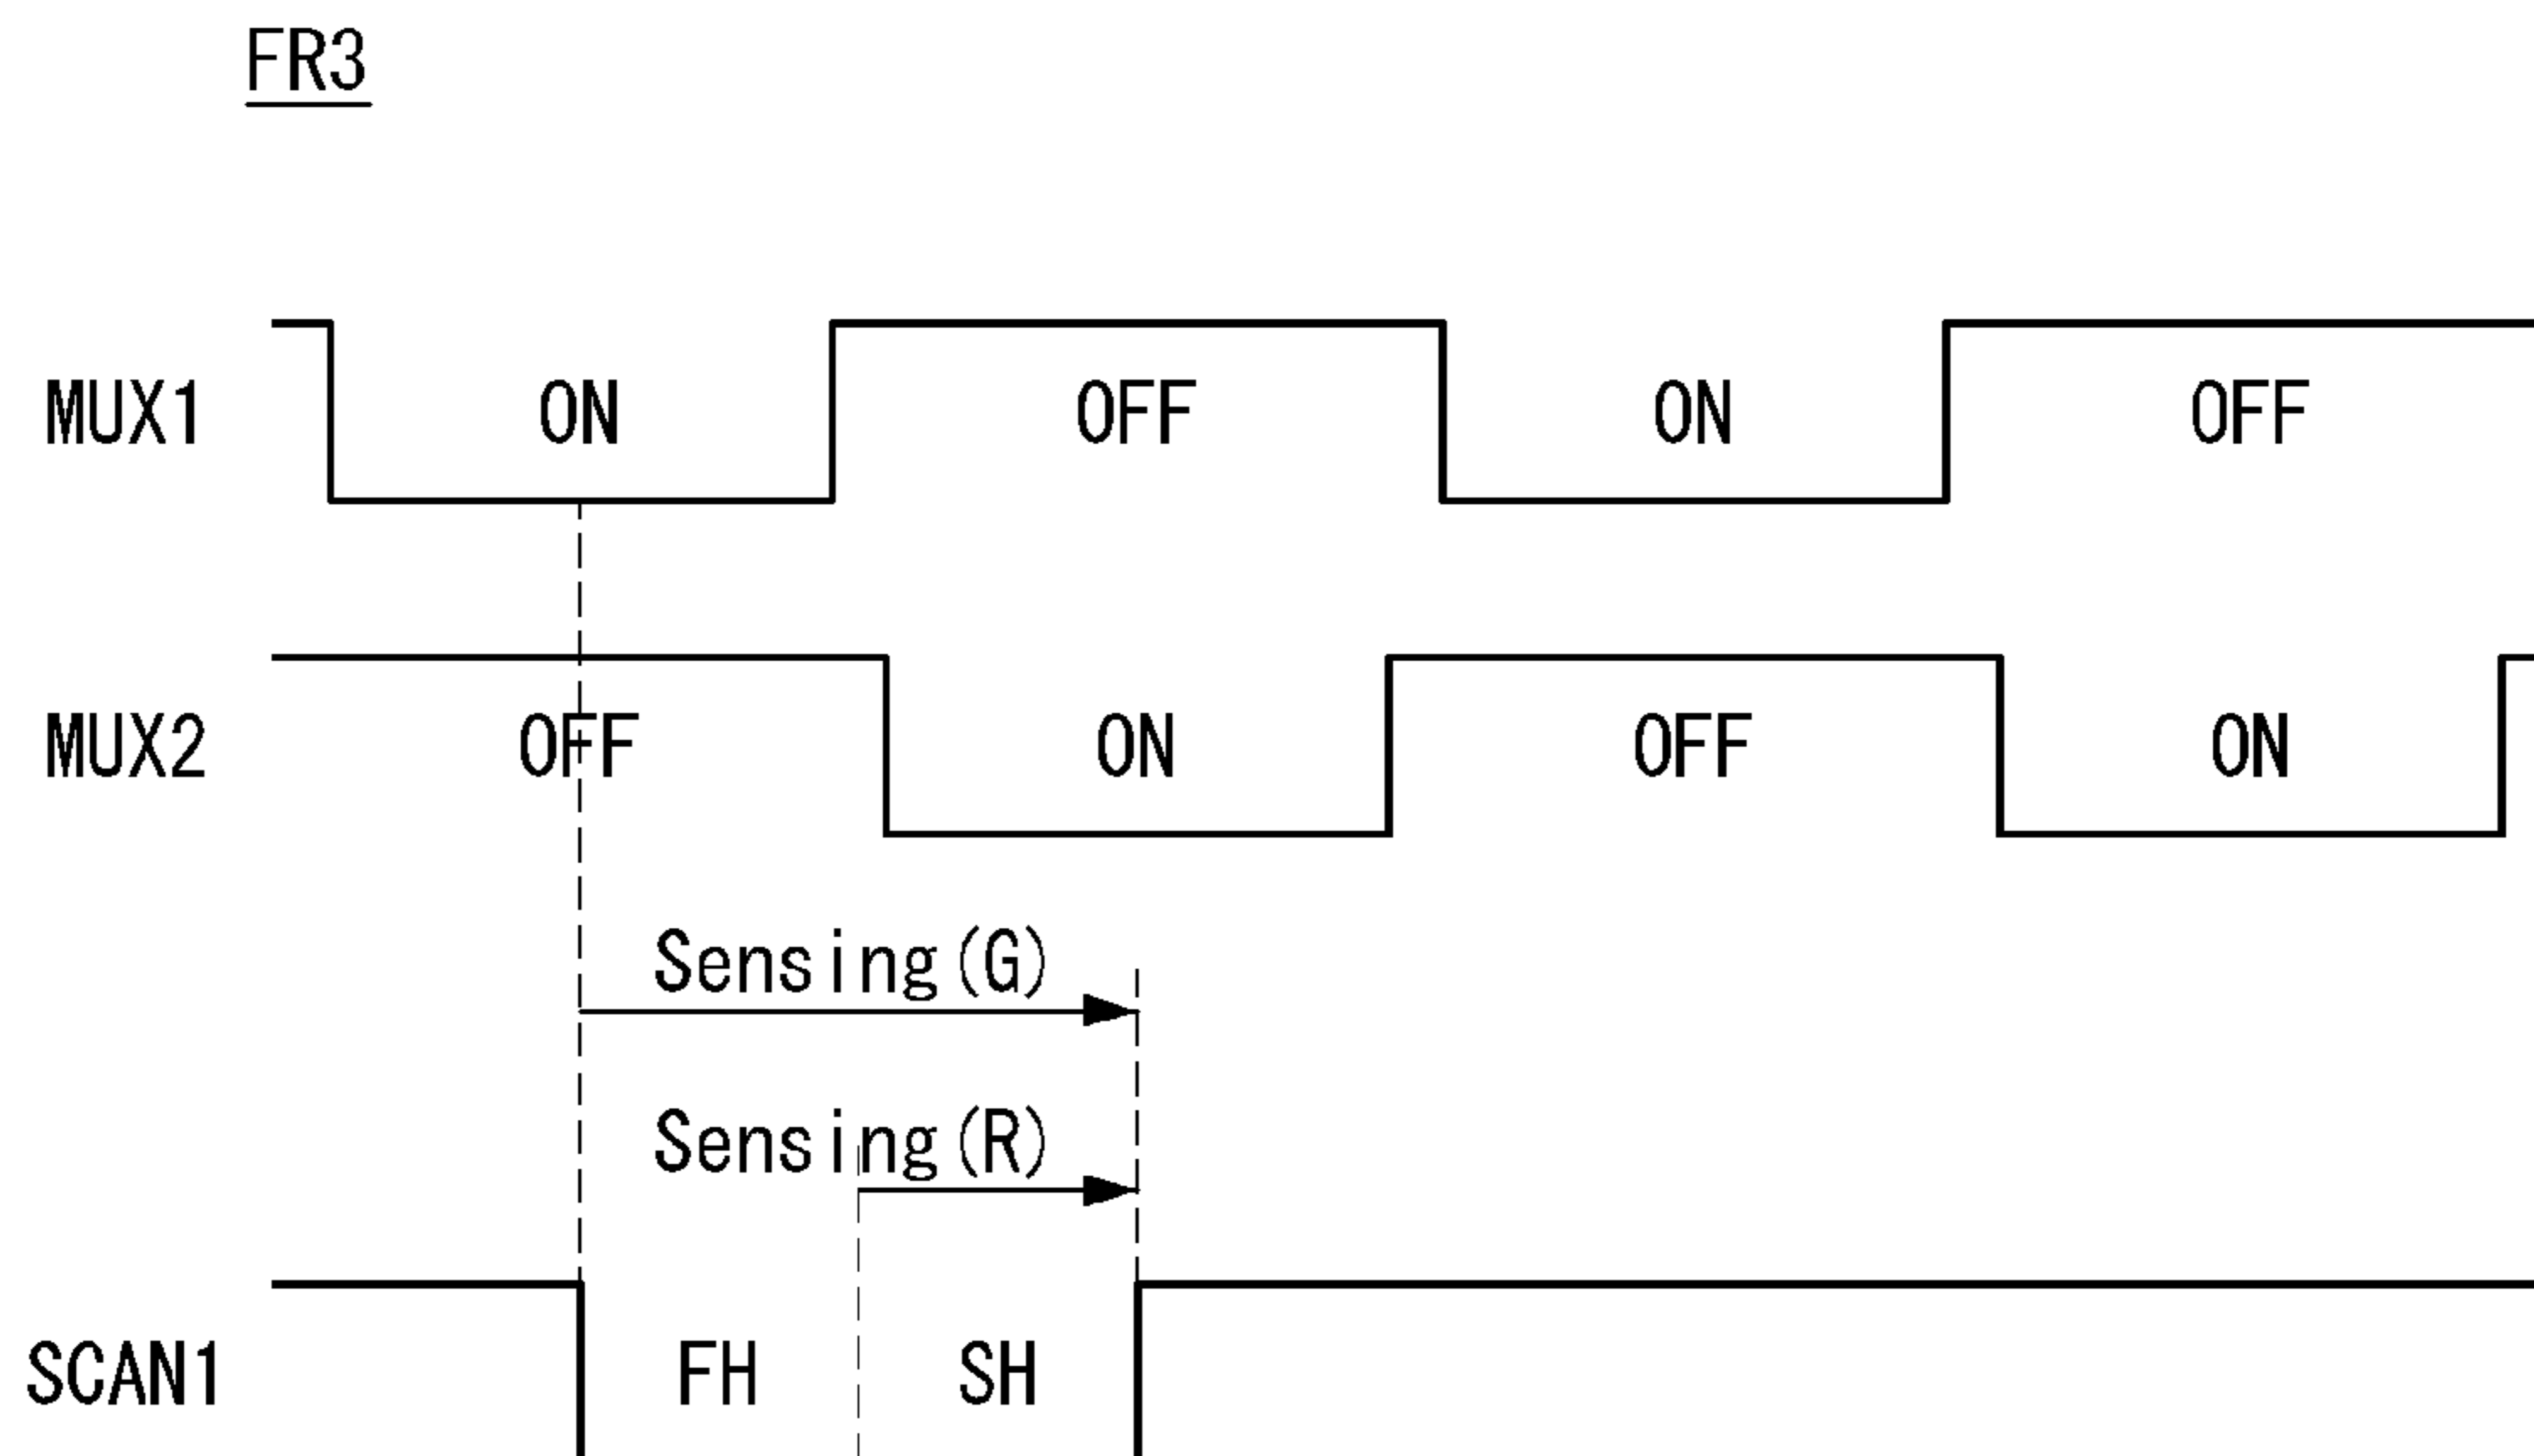 FR3
MUX1 ON OFF ON OFF
MUX2 OFF ON OFF ON
Sensing(G)
Sensing(R)
SCAN1 FH SH